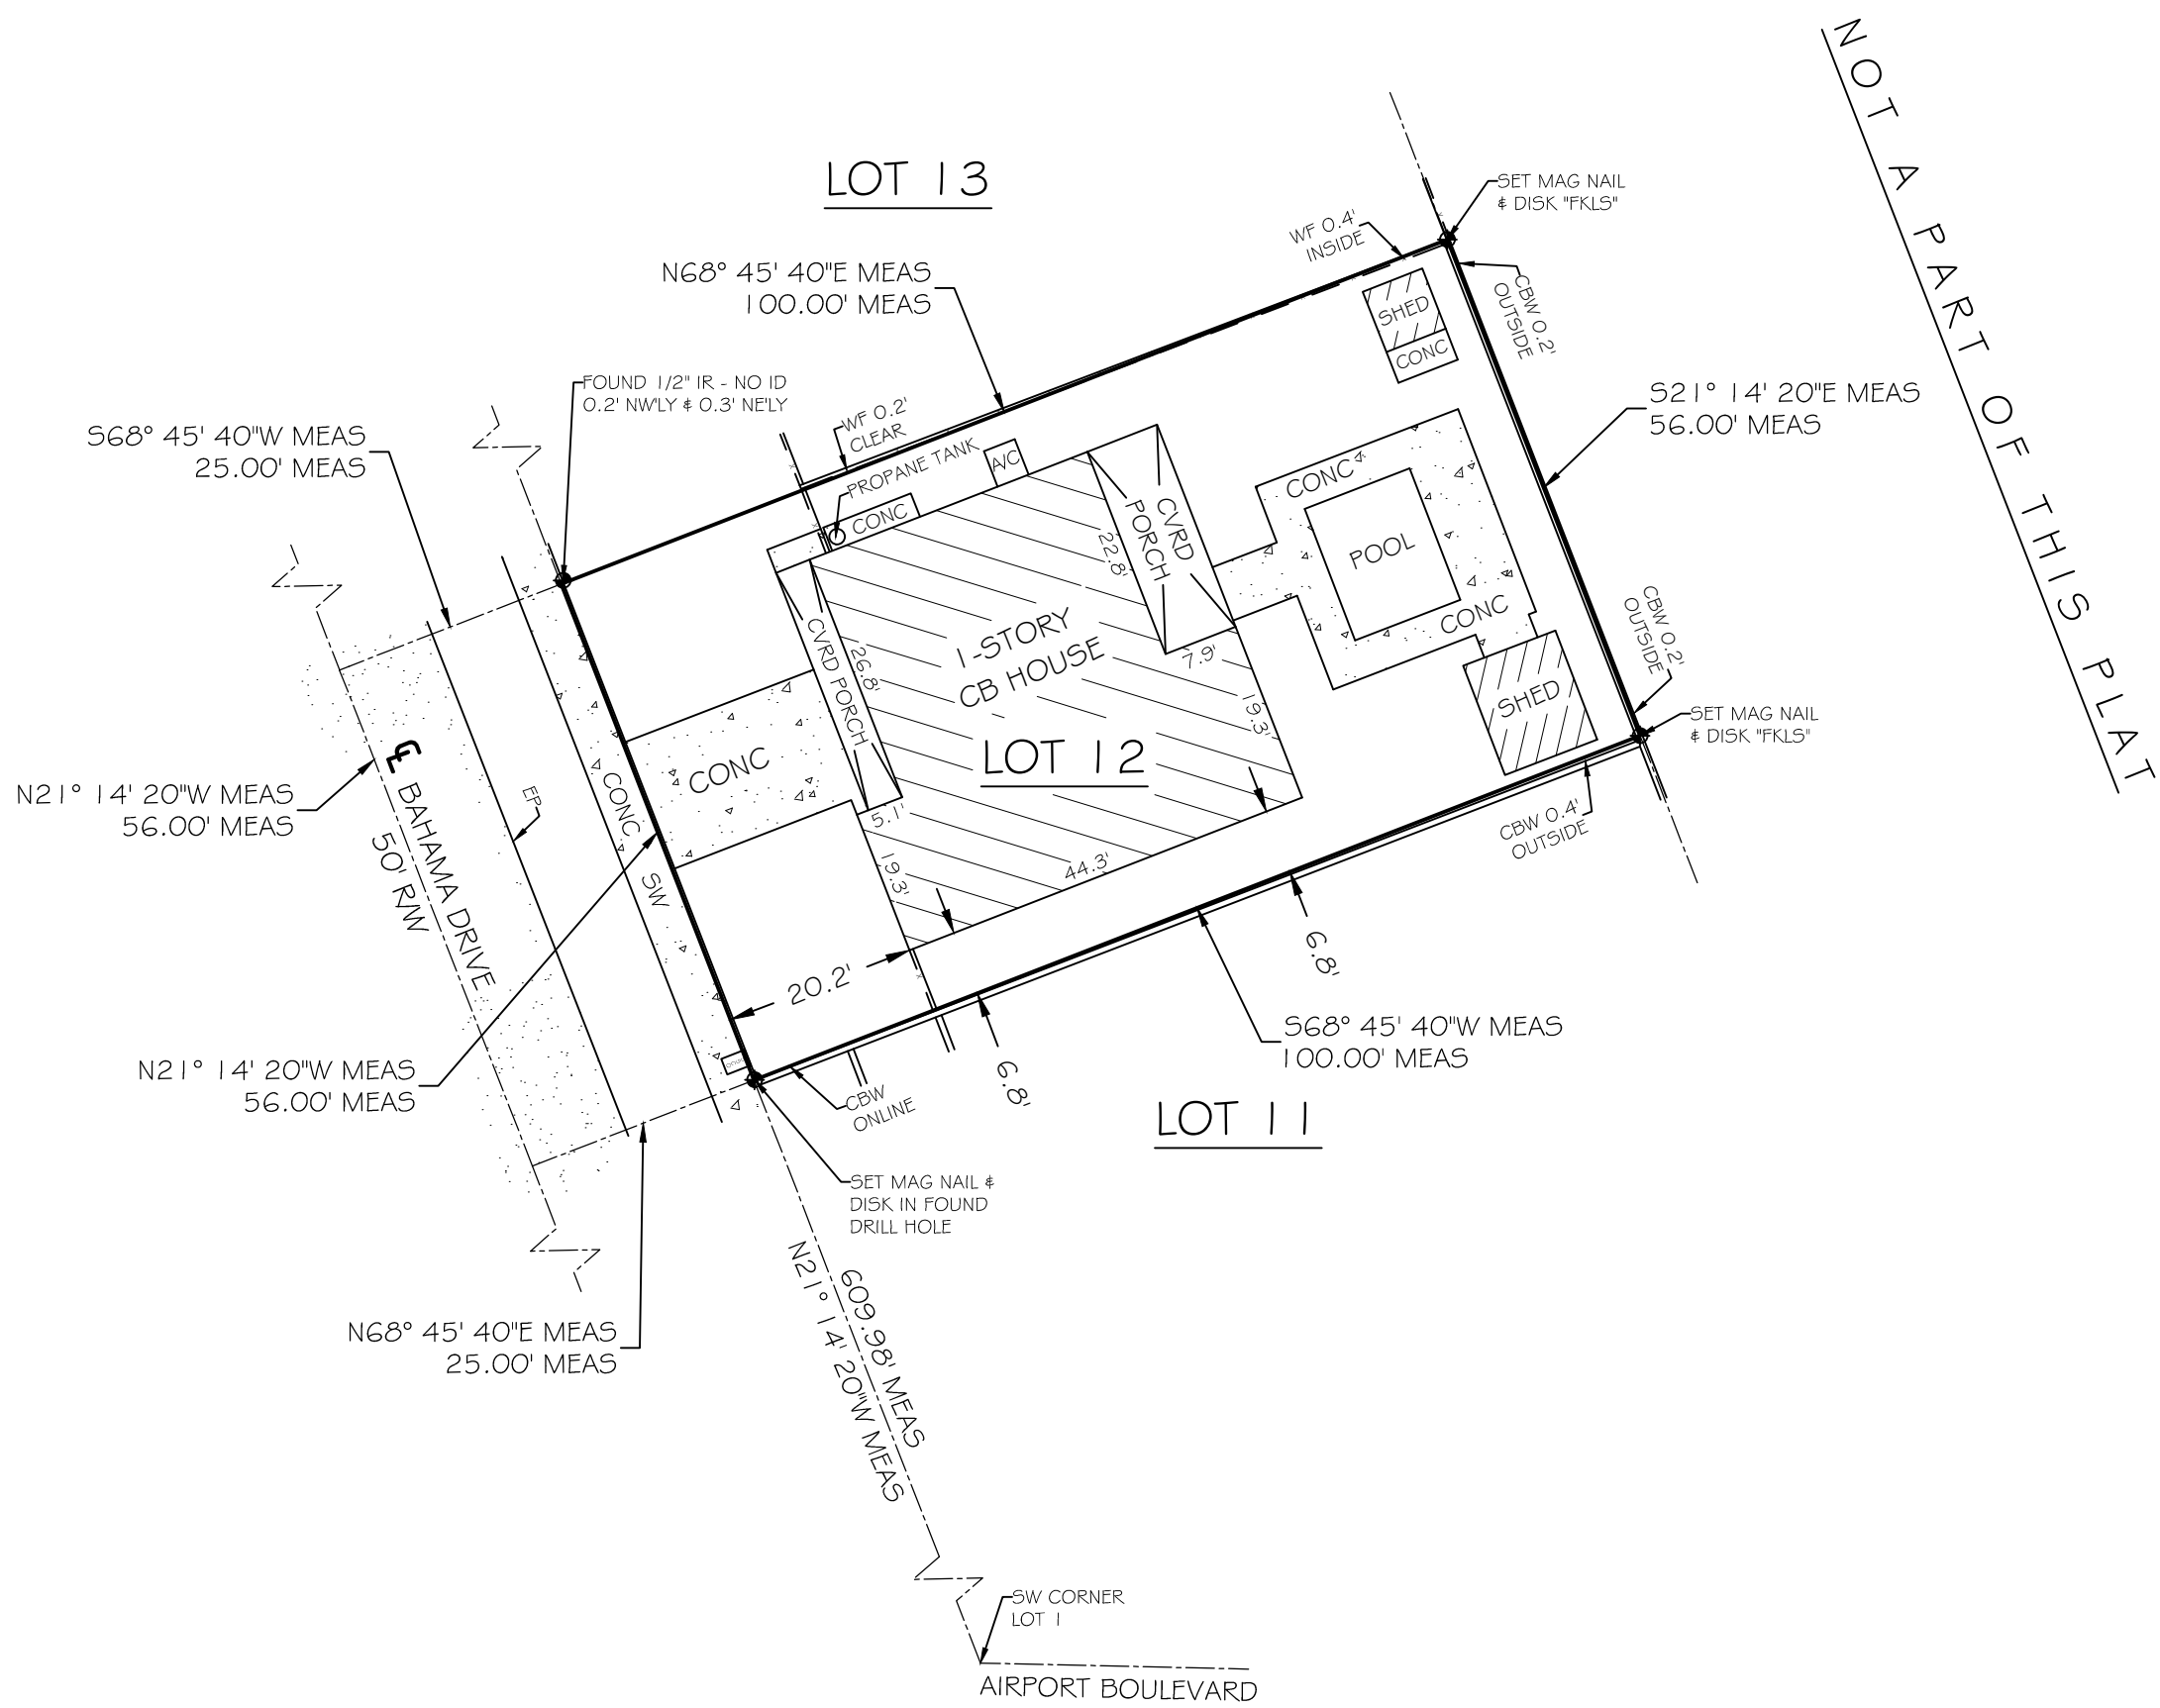 NOT A PART OF THIS PLAT
LOT 13
SET MAG NAIL
& DISK "FKLS"
WF 0.4'
INSIDE
N68° 45' 40"E MEAS
100.00' MEAS
CBW 0.2'
OUTSIDE
SHED
CONC
FOUND 1/2" IR - NO ID
0.2' NW'LY & 0.3' NE'LY
S21° 14' 20"E MEAS
56.00' MEAS
WF 0.2'
CLEAR
S68° 45' 40"W MEAS
25.00' MEAS
PROPANE TANK
A/C
CONC
CONC
CVRD
PORCH
22.8'
POOL
CONC
1-STORY
CB HOUSE
CVRD PORCH
26.8'
7.9'
19.3'
CBW 0.2'
OUTSIDE
SHED
SET MAG NAIL
& DISK "FKLS"
LOT 12
CONC
CONC
SW
N21° 14' 20"W MEAS
56.00' MEAS
EP
℄ BAHAMA DRIVE
50' R/W
5.1'
19.3'
44.3'
CBW 0.4'
OUTSIDE
20.2'
6.8'
6.8'
S68° 45' 40"W MEAS
100.00' MEAS
N21° 14' 20"W MEAS
56.00' MEAS
CBW
ONLINE
LOT 11
SET MAG NAIL &
DISK IN FOUND
DRILL HOLE
609.98' MEAS
N21° 14' 20"W MEAS
N68° 45' 40"E MEAS
25.00' MEAS
SW CORNER
LOT 1
AIRPORT BOULEVARD